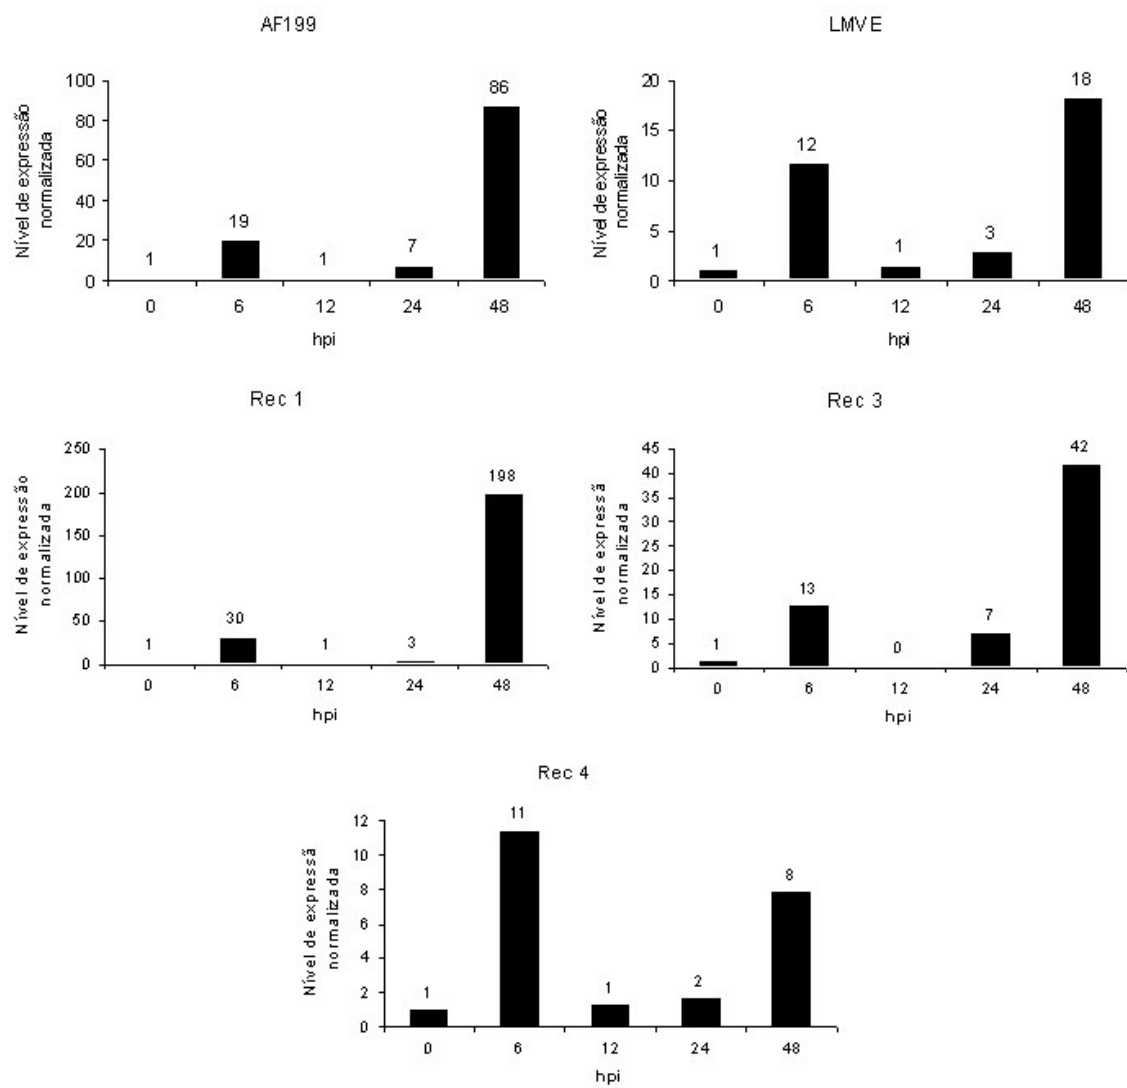 AF199
Nível de expressão
normalizada
100
80
60
40
20
0
1
19
1
7
86
0 6 12 24 48
hpi
LMVE
Nível de expressão
normalizada
20
15
10
5
0
1
12
1
3
18
0 6 12 24 48
hpi
Rec 1
Nível de expressão
normalizada
250
200
150
100
50
0
1
30
1
3
198
0 6 12 24 48
hpi
Rec 3
Nível de expressã
normalizada
45
40
35
30
25
20
15
10
5
0
1
13
0
7
42
0 6 12 24 48
hpi
Rec 4
Nível de expressã
normalizada
12
10
8
6
4
2
0
1
11
1
2
8
0 6 12 24 48
hpi